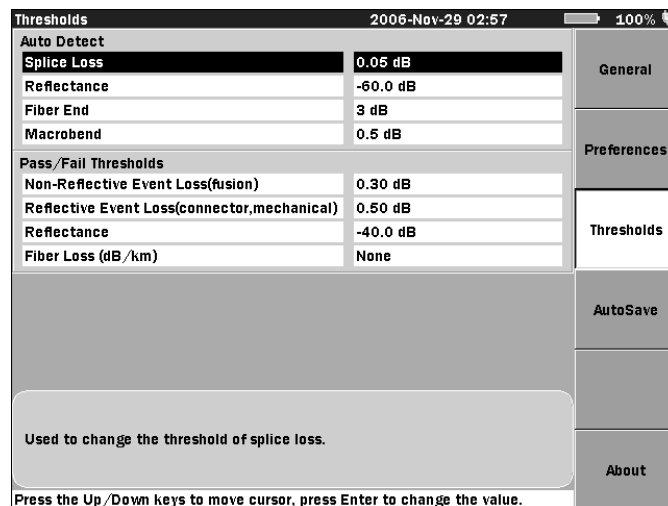 Thresholds 2006-Nov-29 02:57 100%
Auto Detect
Splice Loss 0.05 dB
Reflectance -60.0 dB
Fiber End 3 dB
Macrobend 0.5 dB
Pass/Fail Thresholds
Non-Reflective Event Loss(fusion) 0.30 dB
Reflective Event Loss(connector,mechanical) 0.50 dB
Reflectance -40.0 dB
Fiber Loss (dB/km) None
Used to change the threshold of splice loss.
Press the Up/Down keys to move cursor, press Enter to change the value.
General
Preferences
Thresholds
AutoSave
About